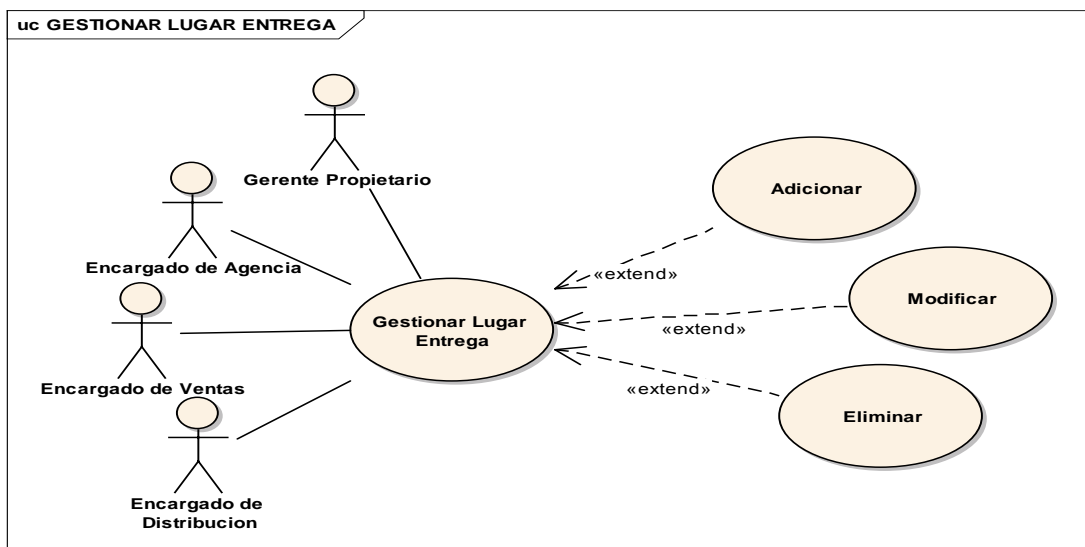 uc GESTIONAR LUGAR ENTREGA
Gerente Propietario
Encargado de Agencia
Encargado de Ventas
Encargado de
Distribucion
Gestionar Lugar
Entrega
«extend»
«extend»
«extend»
Adicionar
Modificar
Eliminar